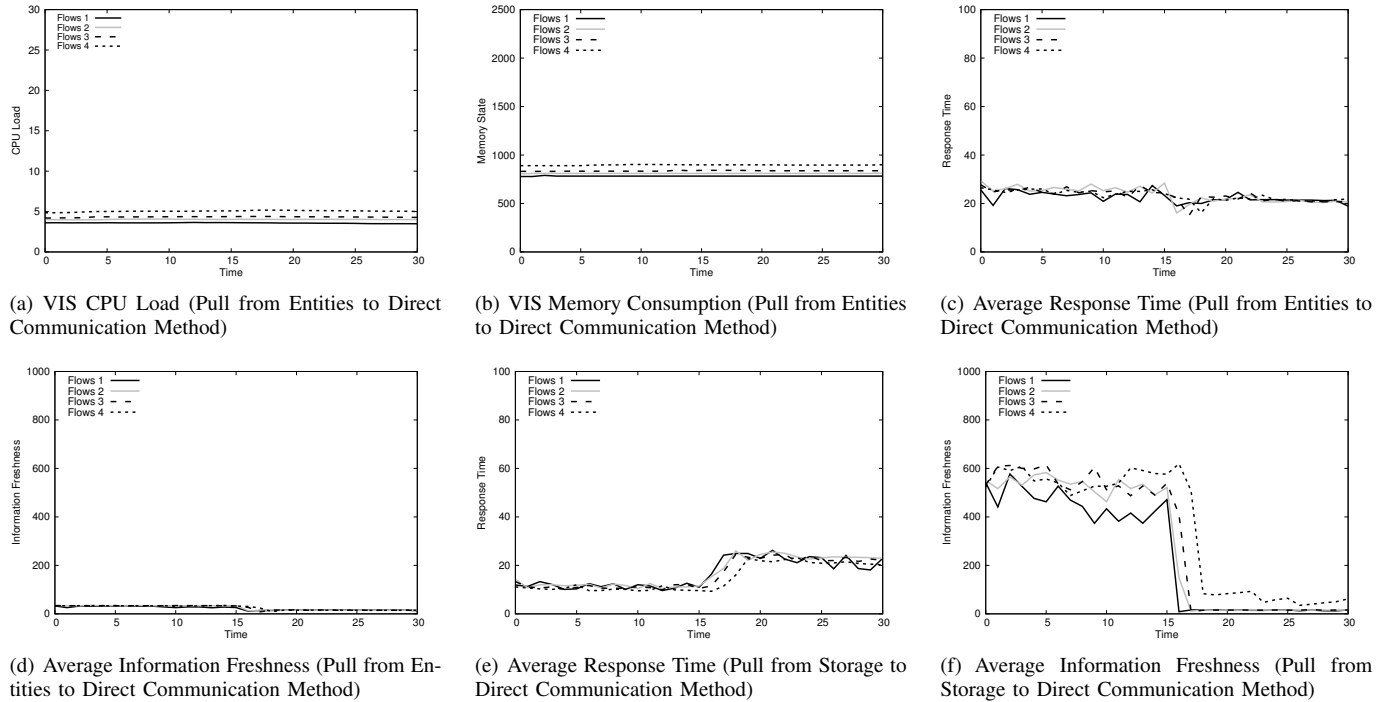 30
25
20
15
10
5
0
CPU Load
Flows 1
Flows 2
Flows 3
Flows 4
0 5 10 15 20 25 30
Time
(a) VIS CPU Load (Pull from Entities to Direct
Communication Method)
2500
2000
1500
1000
500
0
Memory State
Flows 1
Flows 2
Flows 3
Flows 4
0 5 10 15 20 25 30
Time
(b) VIS Memory Consumption (Pull from Entities
to Direct Communication Method)
100
80
60
40
20
0
Response Time
Flows 1
Flows 2
Flows 3
Flows 4
0 5 10 15 20 25 30
Time
(c) Average Response Time (Pull from Entities to
Direct Communication Method)
1000
800
600
400
200
0
Information Freshness
Flows 1
Flows 2
Flows 3
Flows 4
0 5 10 15 20 25 30
Time
(d) Average Information Freshness (Pull from En-
tities to Direct Communication Method)
100
80
60
40
20
0
Response Time
Flows 1
Flows 2
Flows 3
Flows 4
0 5 10 15 20 25 30
Time
(e) Average Response Time (Pull from Storage to
Direct Communication Method)
1000
800
600
400
200
0
Information Freshness
Flows 1
Flows 2
Flows 3
Flows 4
0 5 10 15 20 25 30
Time
(f) Average Information Freshness (Pull from
Storage to Direct Communication Method)